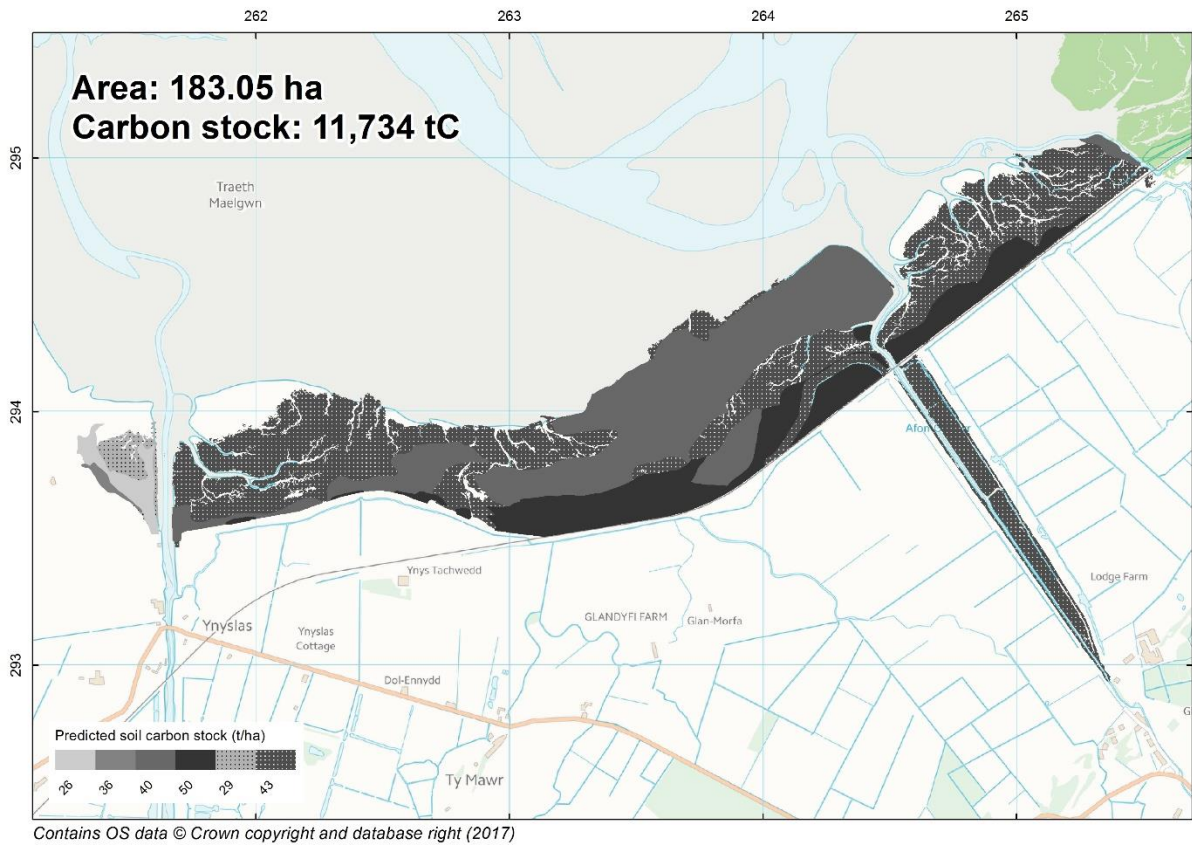 262 263 264 265
Area: 183.05 ha
Carbon stock: 11,734 tC
295
Traeth
Maelgwn
294
Afon
Ynys Tachwedd
Lodge Farm
Ynyslas
Ynyslas
Cottage
GLANDYFI FARM
Glan-Morfa
293
Dol-Ennydd
G
Predicted soil carbon stock (t/ha)
26 36 40 50 29 43
Ty Mawr
Contains OS data © Crown copyright and database right (2017)